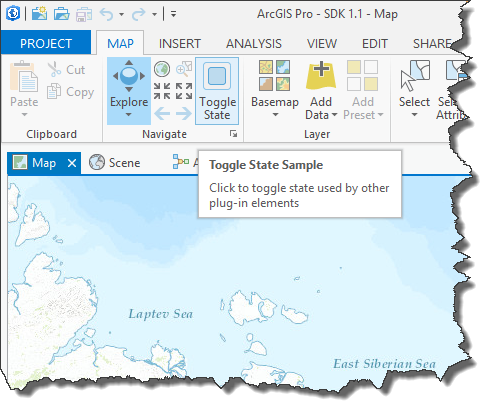 ArcGIS Pro - SDK 1.1 - Map
PROJECT MAP INSERT ANALYSIS VIEW EDIT SHARE
Paste
Cut
Copy
Clipboard
Explore
Toggle State
Navigate
Basemap
Add Data
Add Preset
Layer
Select
Map
Scene
Toggle State Sample
Click to toggle state used by other
plug-in elements
Laptev Sea
East Siberian Sea